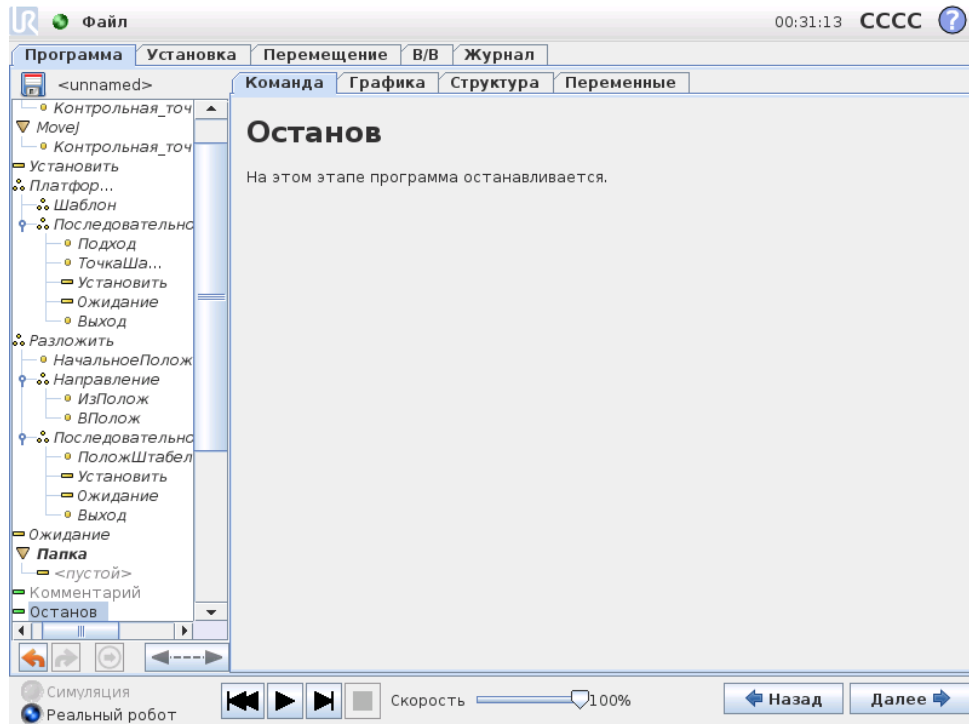 Файл 00:31:13 CCCC ?
Программа Установка Перемещение В/В Журнал
<unnamed> Команда Графика Структура Переменные
Контрольная_точ
MoveJ
Контрольная_точ
Установить
Платфор...
Шаблон
Последовательно
Подход
ТочкаШа...
Установить
Ожидание
Выход
Разложить
НачальноеПолож
Направление
ИзПолож
ВПолож
Последовательно
ПоложШтабел
Установить
Ожидание
Выход
Ожидание
Папка
<пустой>
Комментарий
Останов
Останов
На этом этапе программа останавливается.
Симуляция
Реальный робот
Скорость 100%
Назад Далее